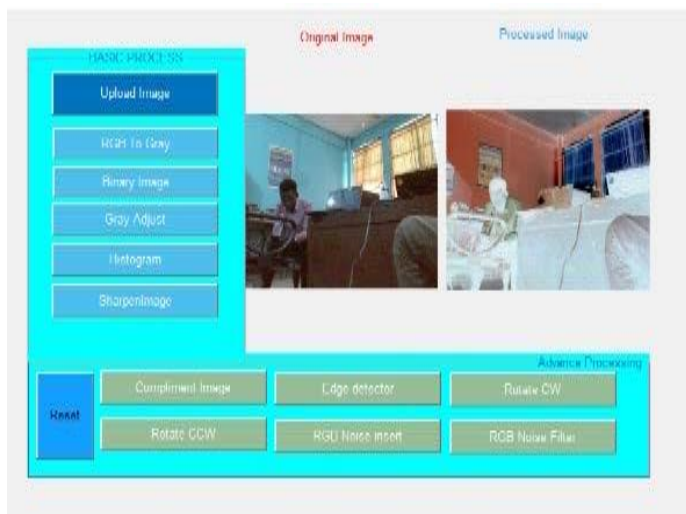 Original Image
Processed Image
BASIC PROCESS
Upload Image
RGB To Gray
Binary Image
Gray Adjust
Histogram
SharpenImage
Advance Processing
Compliment Image
Edge detector
Rotate CW
Reset
Rotate CCW
RGB Noise insert
RGB Noise Filter